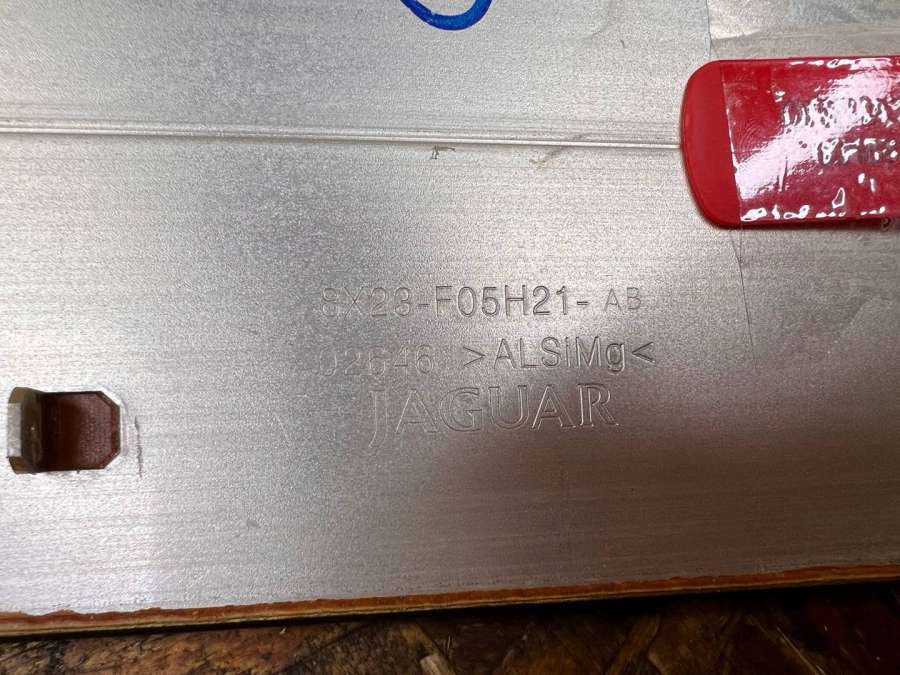 8X23-F05H21-AB
02646 >ALSiMg<
JAGUAR